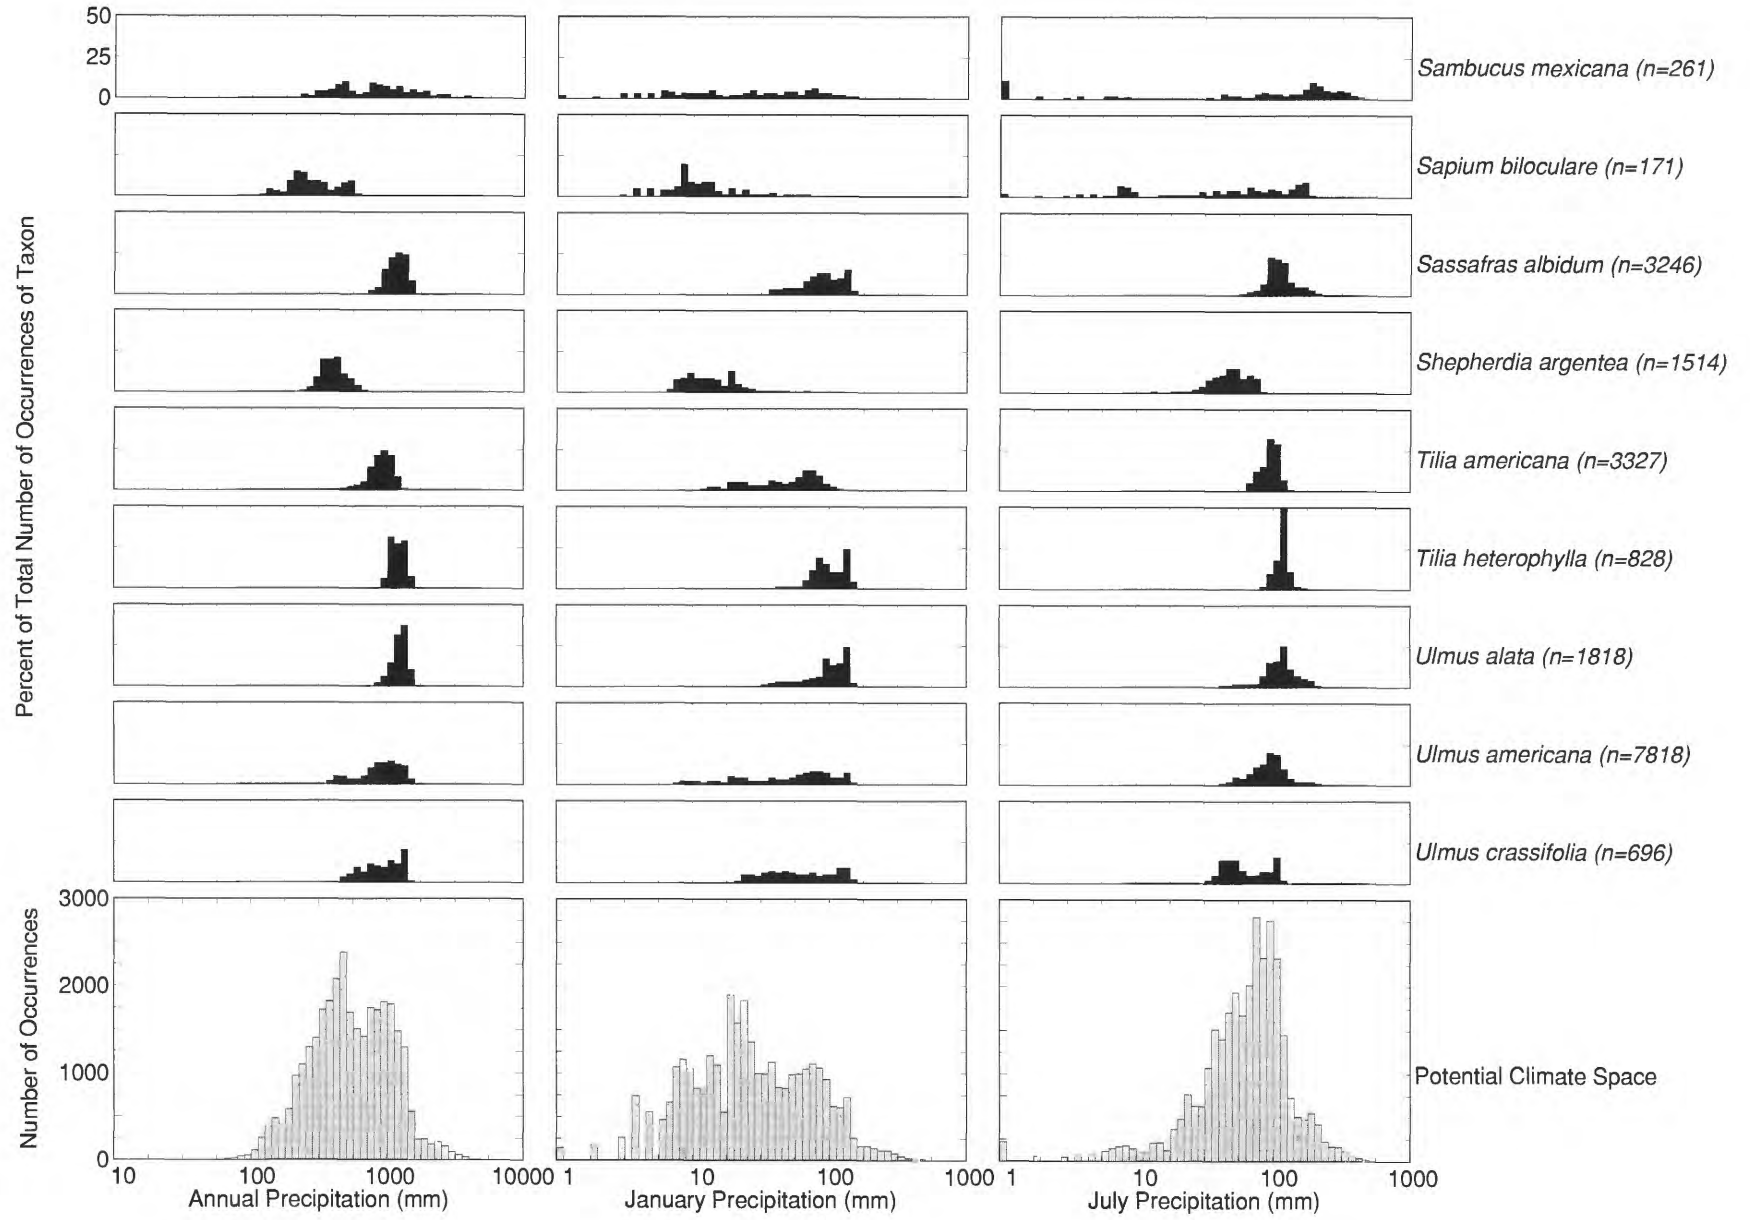 50
25
0
Sambucus mexicana (n=261)
Sapium biloculare (n=171)
Sassafras albidum (n=3246)
Shepherdia argentea (n=1514)
Tilia americana (n=3327)
Tilia heterophylla (n=828)
Ulmus alata (n=1818)
Ulmus americana (n=7818)
Ulmus crassifolia (n=696)
Percent of Total Number of Occurrences of Taxon
3000
2000
1000
0
Number of Occurrences
Potential Climate Space
10 100 1000 10000
1 10 100 1000
1 10 100 1000
Annual Precipitation (mm)
January Precipitation (mm)
July Precipitation (mm)